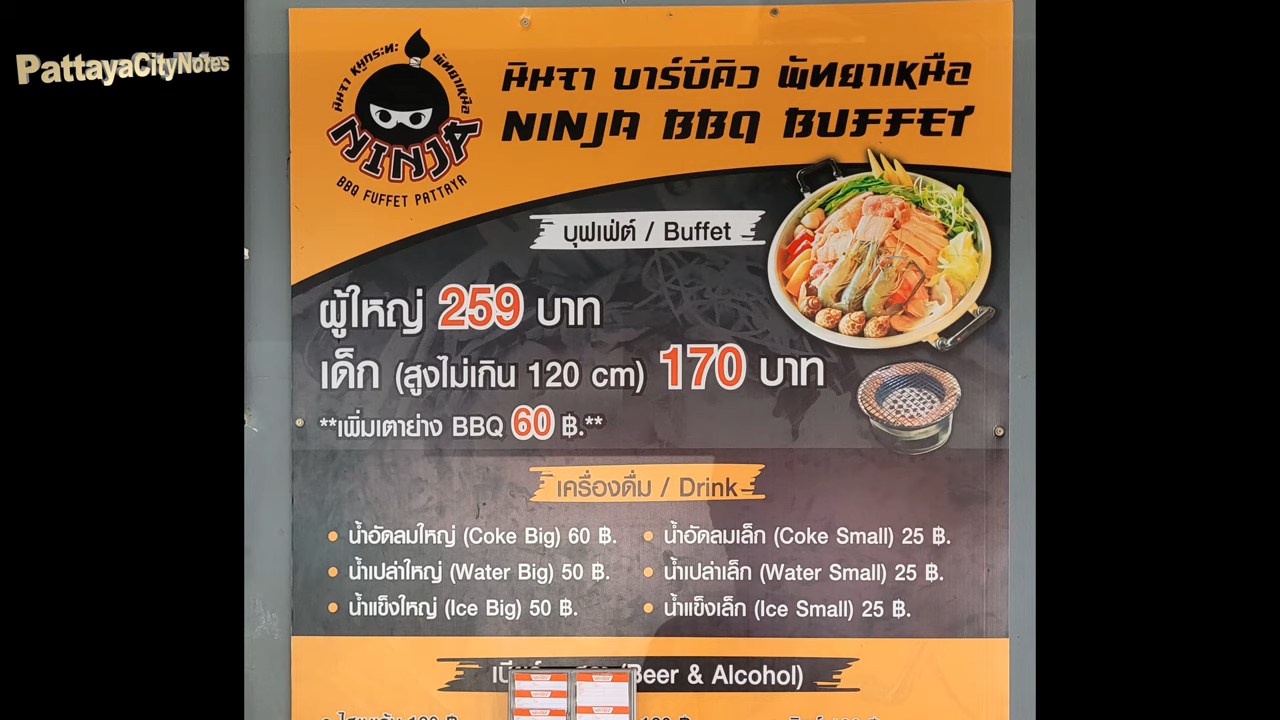 PattayaCityNotes
นินจา หมูกระทะ พัทยาเหนือ
NINJA
BBQ FUFFET PATTAYA
นินจา บาร์บีคิว พัทยาเหนือ
NINJA BBQ BUFFET
บุฟเฟ่ต์ / Buffet
ผู้ใหญ่ 259 บาท
เด็ก (สูงไม่เกิน 120 cm) 170 บาท
**เพิ่มเตาย่าง BBQ 60 ฿.**
เครื่องดื่ม / Drink
น้ำอัดลมใหญ่ (Coke Big) 60 ฿.
น้ำอัดลมเล็ก (Coke Small) 25 ฿.
น้ำเปล่าใหญ่ (Water Big) 50 ฿.
น้ำเปล่าเล็ก (Water Small) 25 ฿.
น้ำแข็งใหญ่ (Ice Big) 50 ฿.
น้ำแข็งเล็ก (Ice Small) 25 ฿.
(Beer & Alcohol)